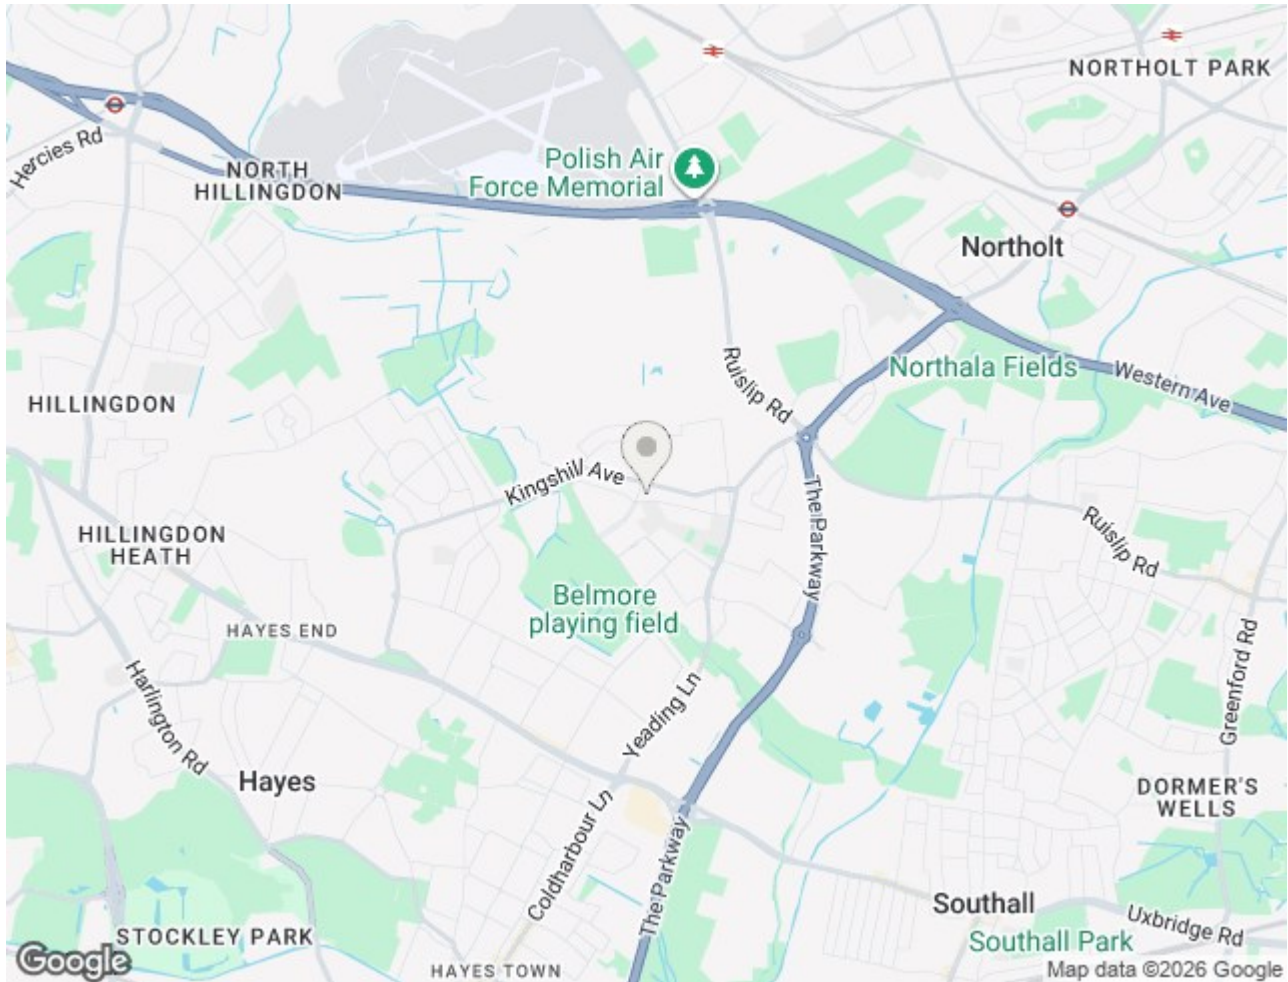 NORTHOLT PARK
Hercies Rd
NORTH
HILLINGDON
Polish Air
Force Memorial
Northolt
Ruislip Rd
Northala Fields
Western Ave
HILLINGDON
Kingshill Ave
The Parkway
Ruislip Rd
HILLINGDON
HEATH
Belmore
playing field
HAYES END
Harlington Rd
Yeading Ln
Greenford Rd
Hayes
DORMER'S
WELLS
Coldharbour Ln
The Parkway
Southall
Uxbridge Rd
STOCKLEY PARK
Southall Park
Google
HAYES TOWN
Map data ©2026 Google